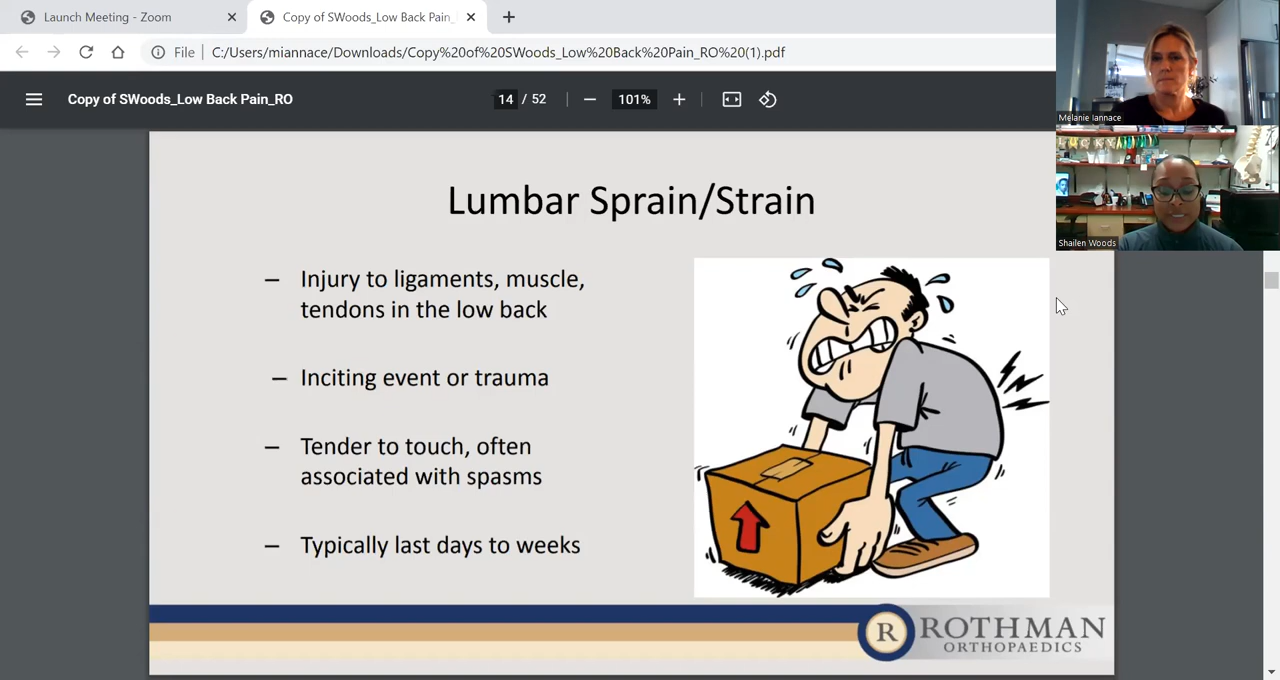 Launch Meeting - Zoom
Copy of SWoods_Low Back Pain_
File
C:/Users/miannace/Downloads/Copy%20of%20SWoods_Low%20Back%20Pain_RO%20(1).pdf
Copy of SWoods_Low Back Pain_RO
14 / 52
101%
Melanie Iannace
Shailen Woods
Lumbar Sprain/Strain
– Injury to ligaments, muscle,
tendons in the low back
– Inciting event or trauma
– Tender to touch, often
associated with spasms
– Typically last days to weeks
R ROTHMAN
ORTHOPAEDICS